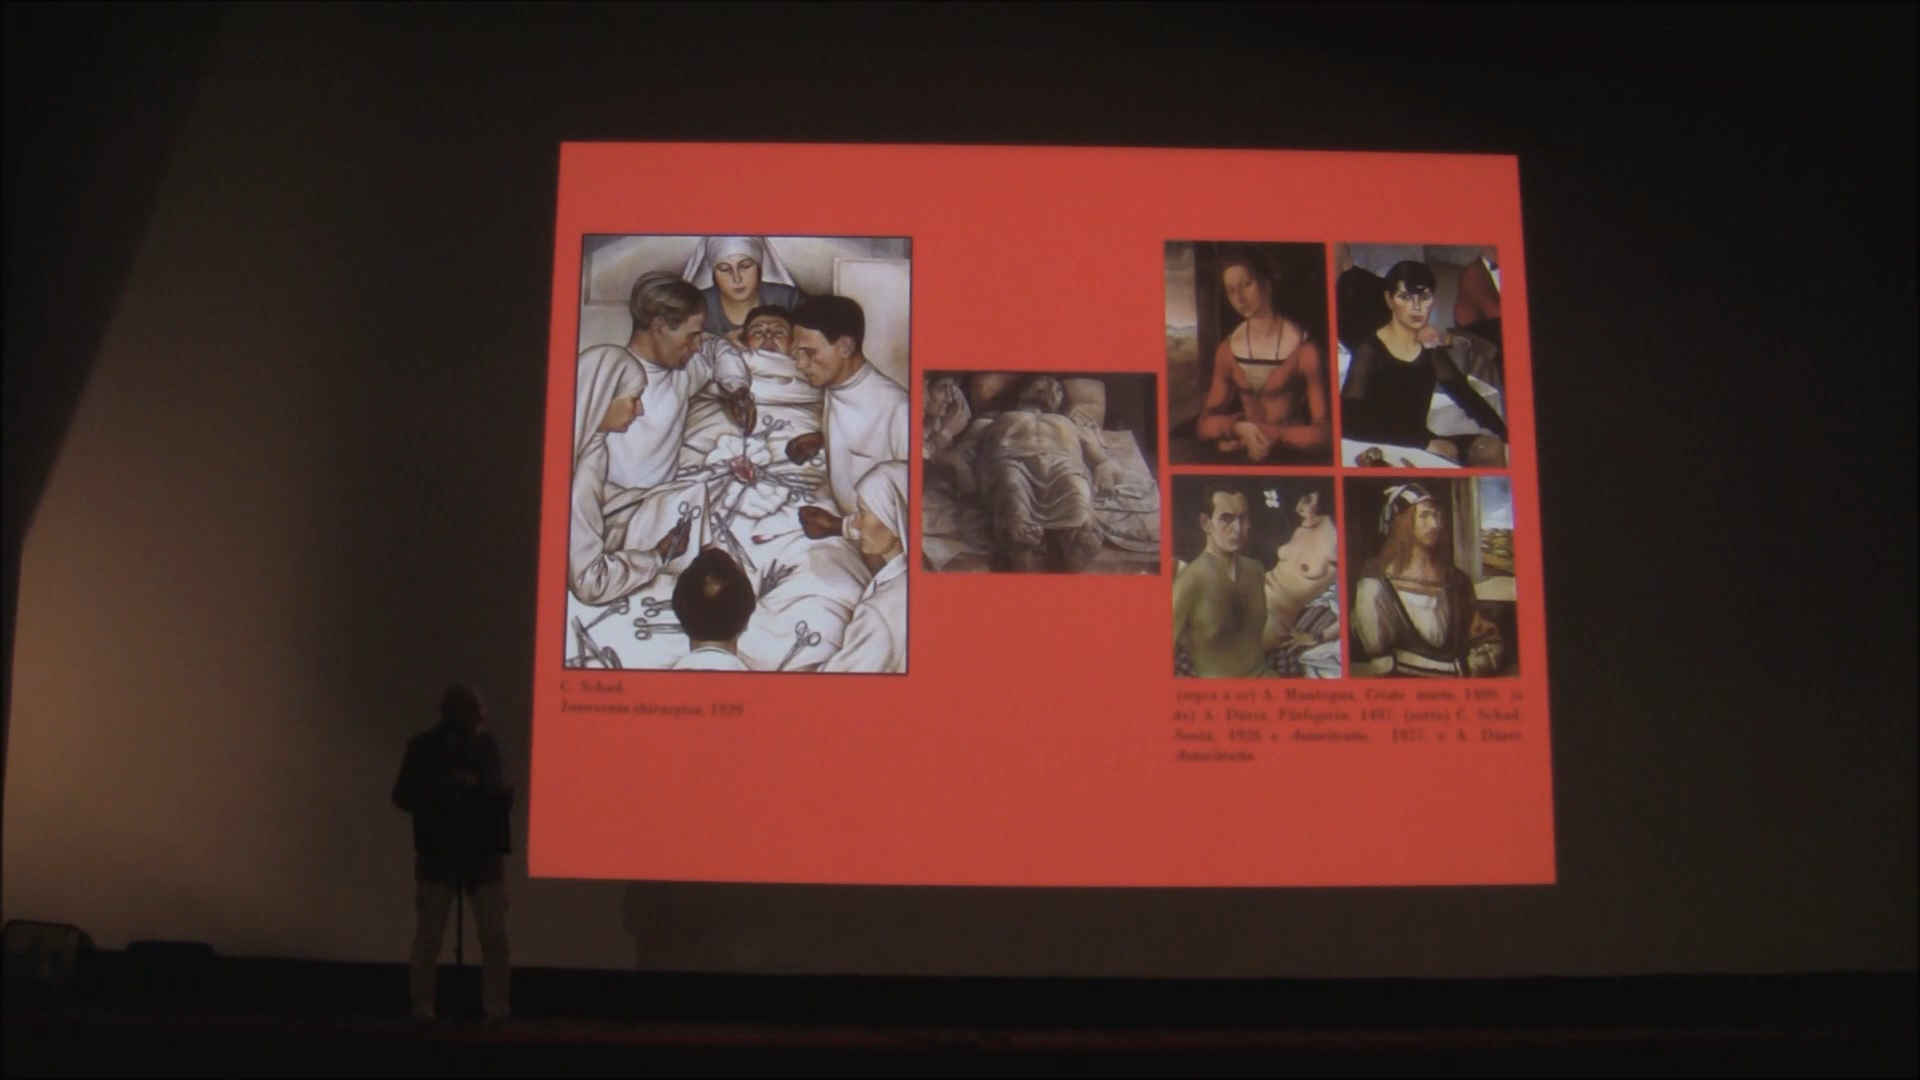 C. Schad,
Intervento chirurgico, 1929
(sopra a sx) A. Mantegna, Cristo morto, 1480; (a
dx) A. Dürer, Fürlegerin, 1497; (sotto) C. Schad,
Sonia, 1928 e Autoritratto, 1927; e A. Dürer,
Autoritratto